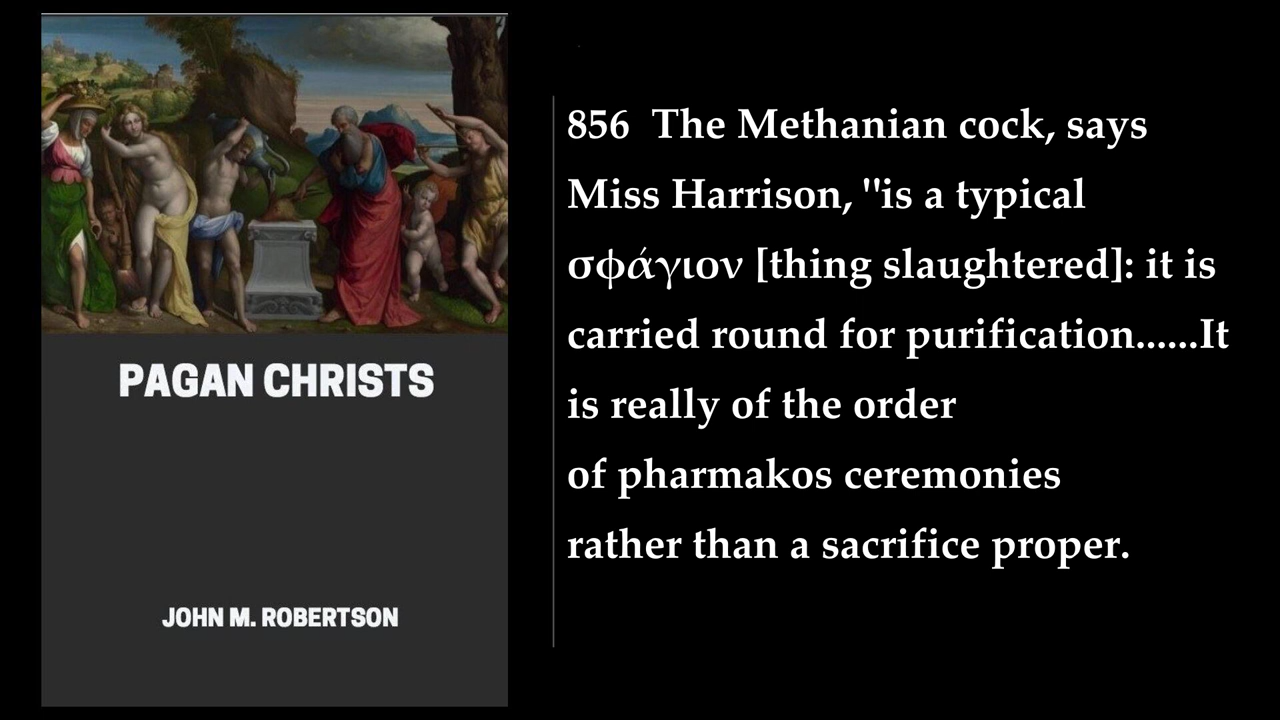 PAGAN CHRISTS
JOHN M. ROBERTSON
856 The Methanian cock, says
Miss Harrison, "is a typical
σφάγιον [thing slaughtered]: it is
carried round for purification......It
is really of the order
of pharmakos ceremonies
rather than a sacrifice proper.